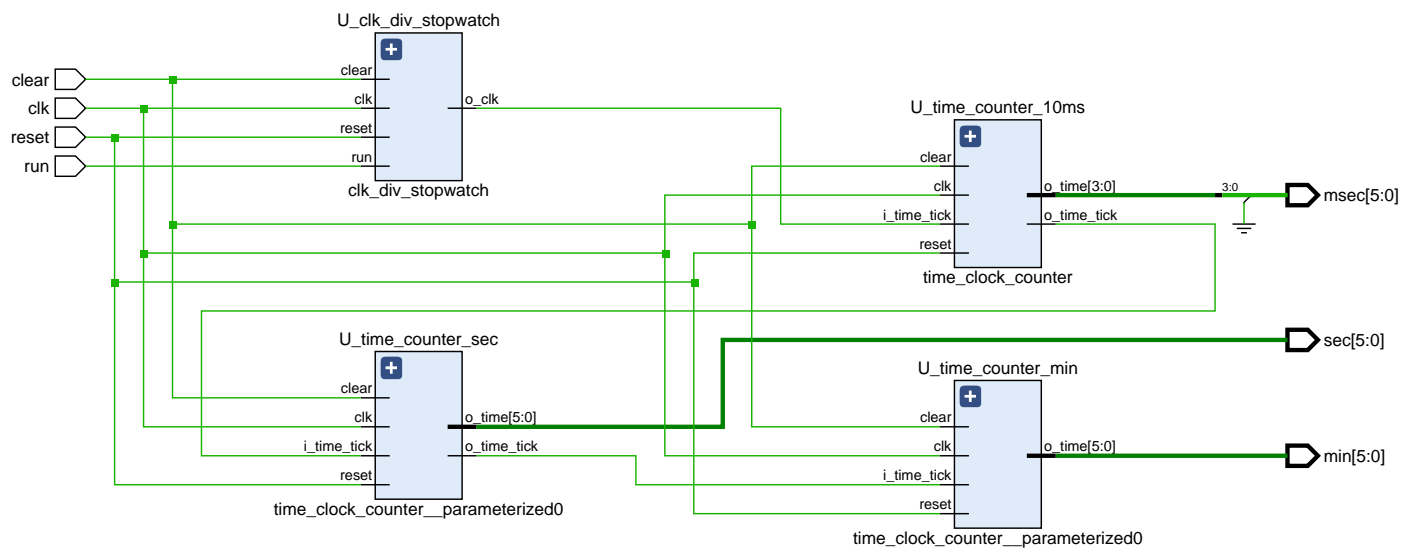 clear
clk
reset
run
U_clk_div_stopwatch
clear
clk
reset
run
o_clk
clk_div_stopwatch
U_time_counter_10ms
clear
clk
i_time_tick
reset
o_time[3:0]
o_time_tick
time_clock_counter
3:0
msec[5:0]
U_time_counter_sec
clear
clk
i_time_tick
reset
o_time[5:0]
o_time_tick
time_clock_counter__parameterized0
sec[5:0]
U_time_counter_min
clear
clk
i_time_tick
reset
o_time[5:0]
time_clock_counter__parameterized0
min[5:0]